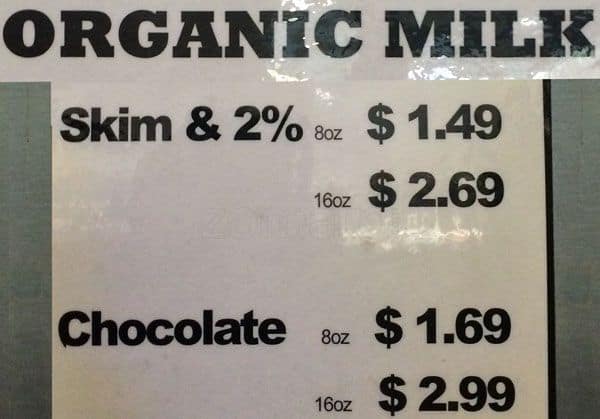 ORGANIC MILK
Skim & 2% 8oz $ 1.49
16oz $ 2.69
Chocolate 8oz $ 1.69
16oz $ 2.99